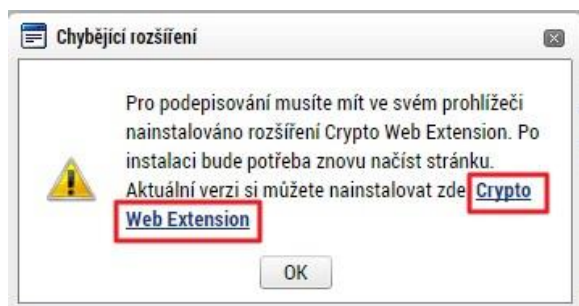 Chybějící rozšíření
Pro podepisování musíte mít ve svém prohlížeči
nainstalováno rozšíření Crypto Web Extension. Po
instalaci bude potřeba znovu načíst stránku.
Aktuální verzi si můžete nainstalovat zde Crypto
Web Extension
OK